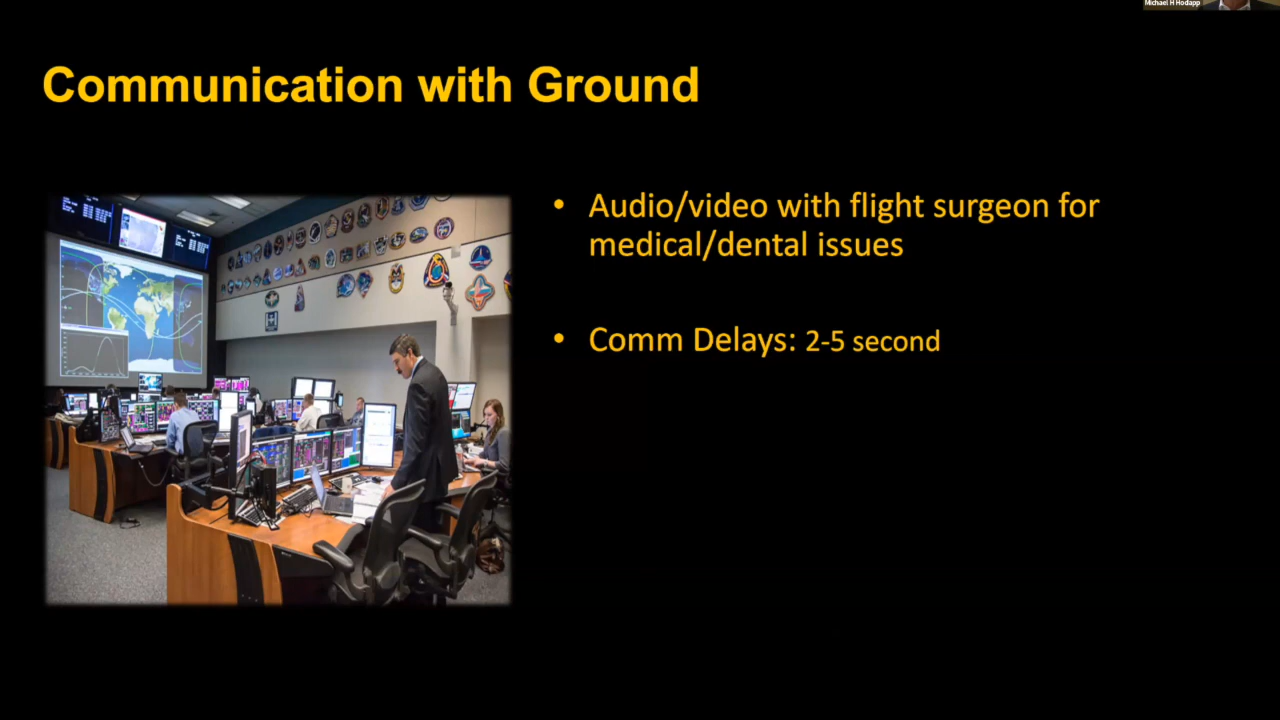 Michael H Hodapp
Communication with Ground
• Audio/video with flight surgeon for
medical/dental issues
• Comm Delays: 2-5 second